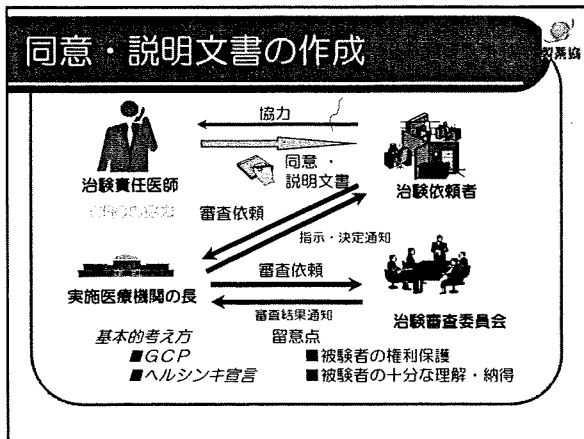 同意・説明文書の作成
製薬協
協力
同意・
説明文書
治験責任医師
治験依頼者
審査依頼
指示・決定通知
審査依頼
実施医療機関の長
審査結果通知
治験審査委員会
基本的考え方
留意点
■GCP
■被験者の権利保護
■ヘルシンキ宣言
■被験者の十分な理解・納得